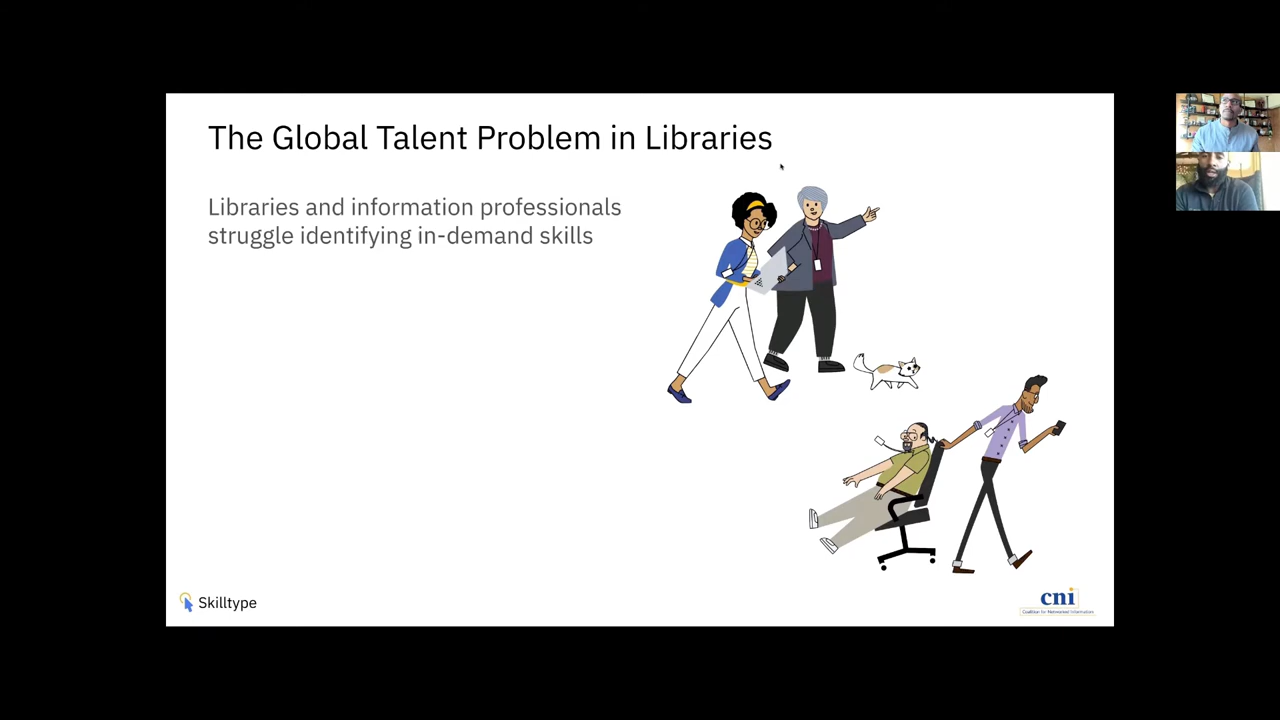 The Global Talent Problem in Libraries
Libraries and information professionals
struggle identifying in-demand skills
Skilltype
cni
Coalition for Networked Information